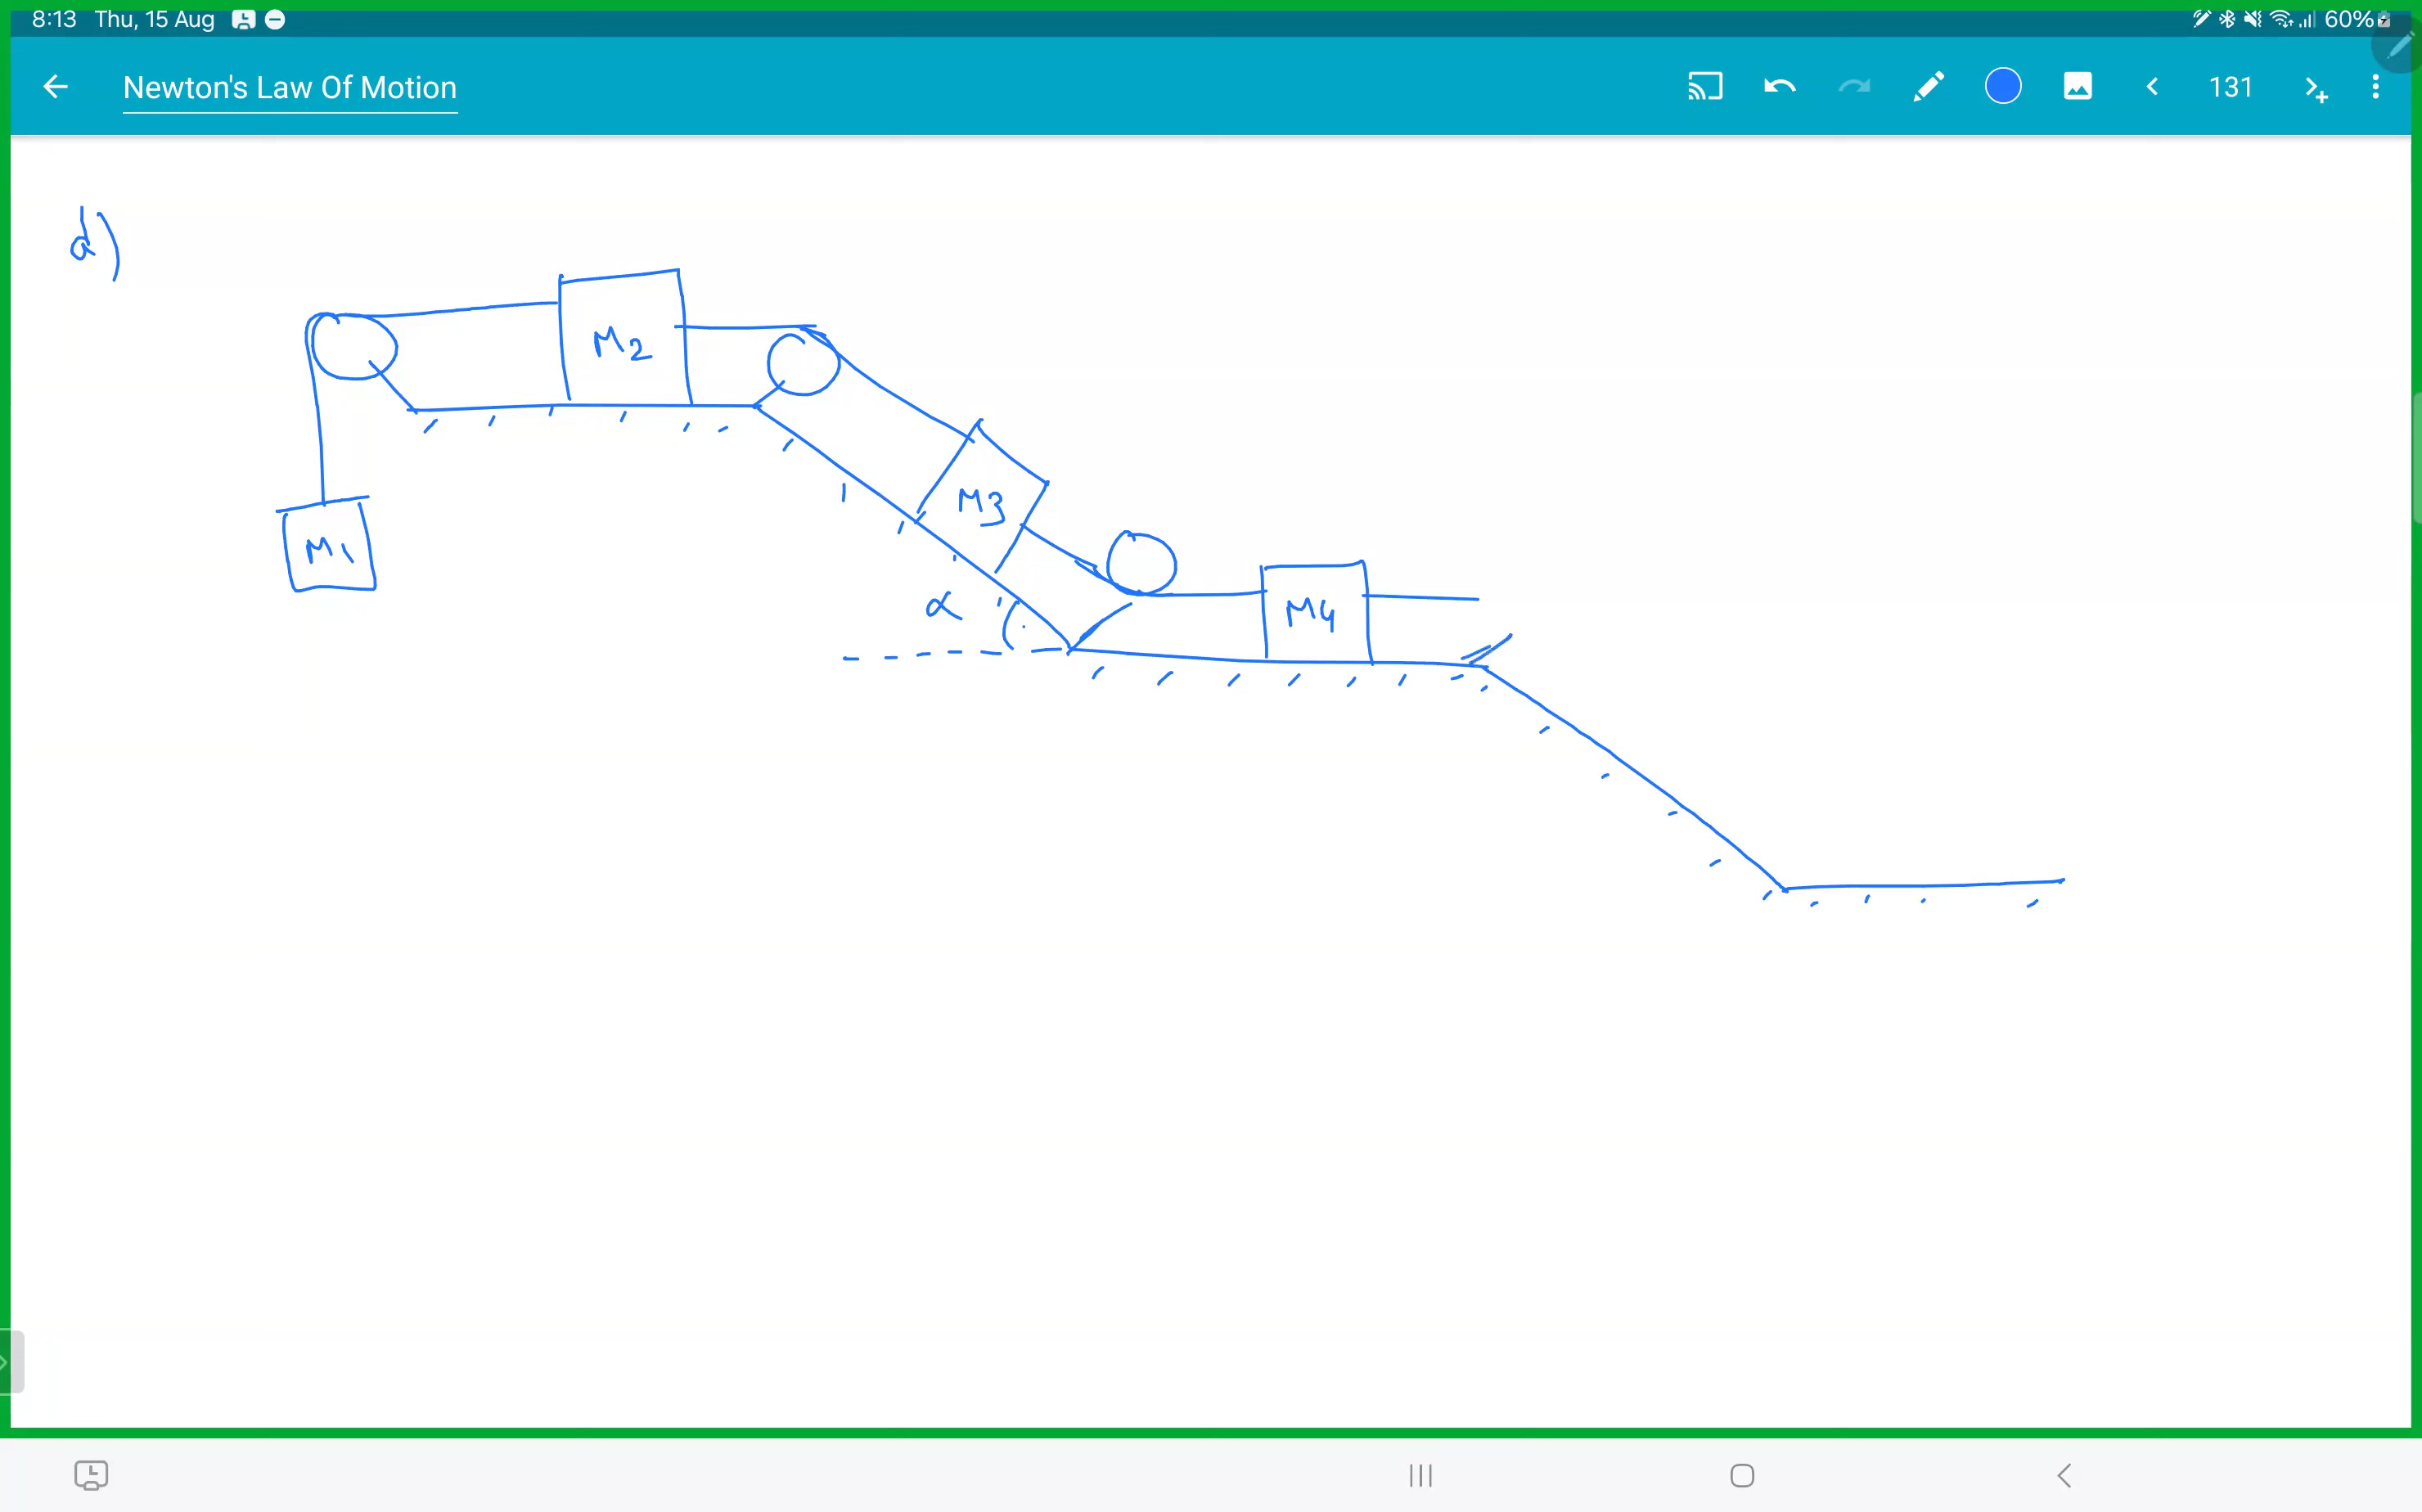 8:13 Thu, 15 Aug 60%
Newton's Law Of Motion 131
d)
M2
M3
M1
α
M4